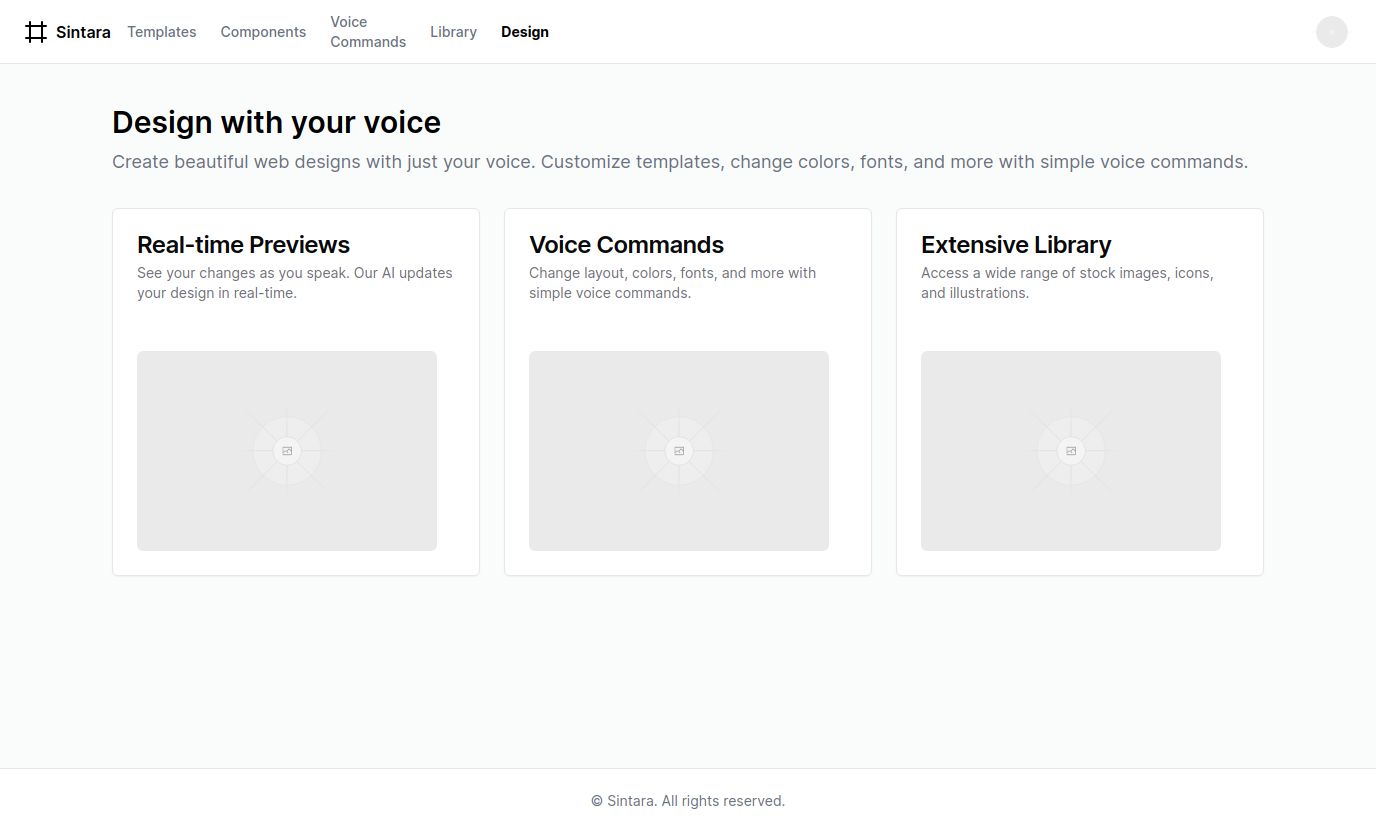 Sintara
Templates
Components
Voice
Commands
Library
Design
Design with your voice
Create beautiful web designs with just your voice. Customize templates, change colors, fonts, and more with simple voice commands.
Real-time Previews
See your changes as you speak. Our AI updates
your design in real-time.
Voice Commands
Change layout, colors, fonts, and more with
simple voice commands.
Extensive Library
Access a wide range of stock images, icons,
and illustrations.
© Sintara. All rights reserved.